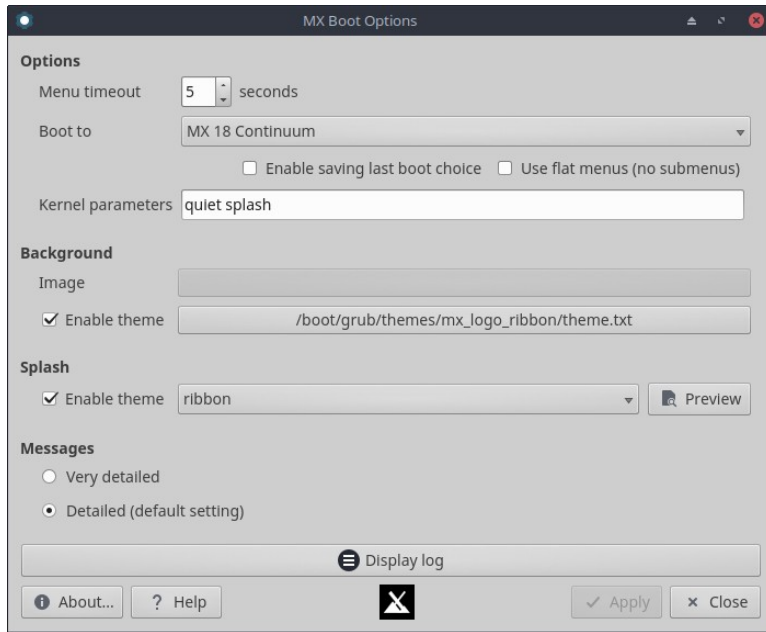 MX Boot Options
Options
Menu timeout 5 seconds
Boot to MX 18 Continuum
Enable saving last boot choice Use flat menus (no submenus)
Kernel parameters quiet splash
Background
Image
Enable theme /boot/grub/themes/mx_logo_ribbon/theme.txt
Splash
Enable theme ribbon Preview
Messages
Very detailed
Detailed (default setting)
Display log
About... ? Help Apply Close